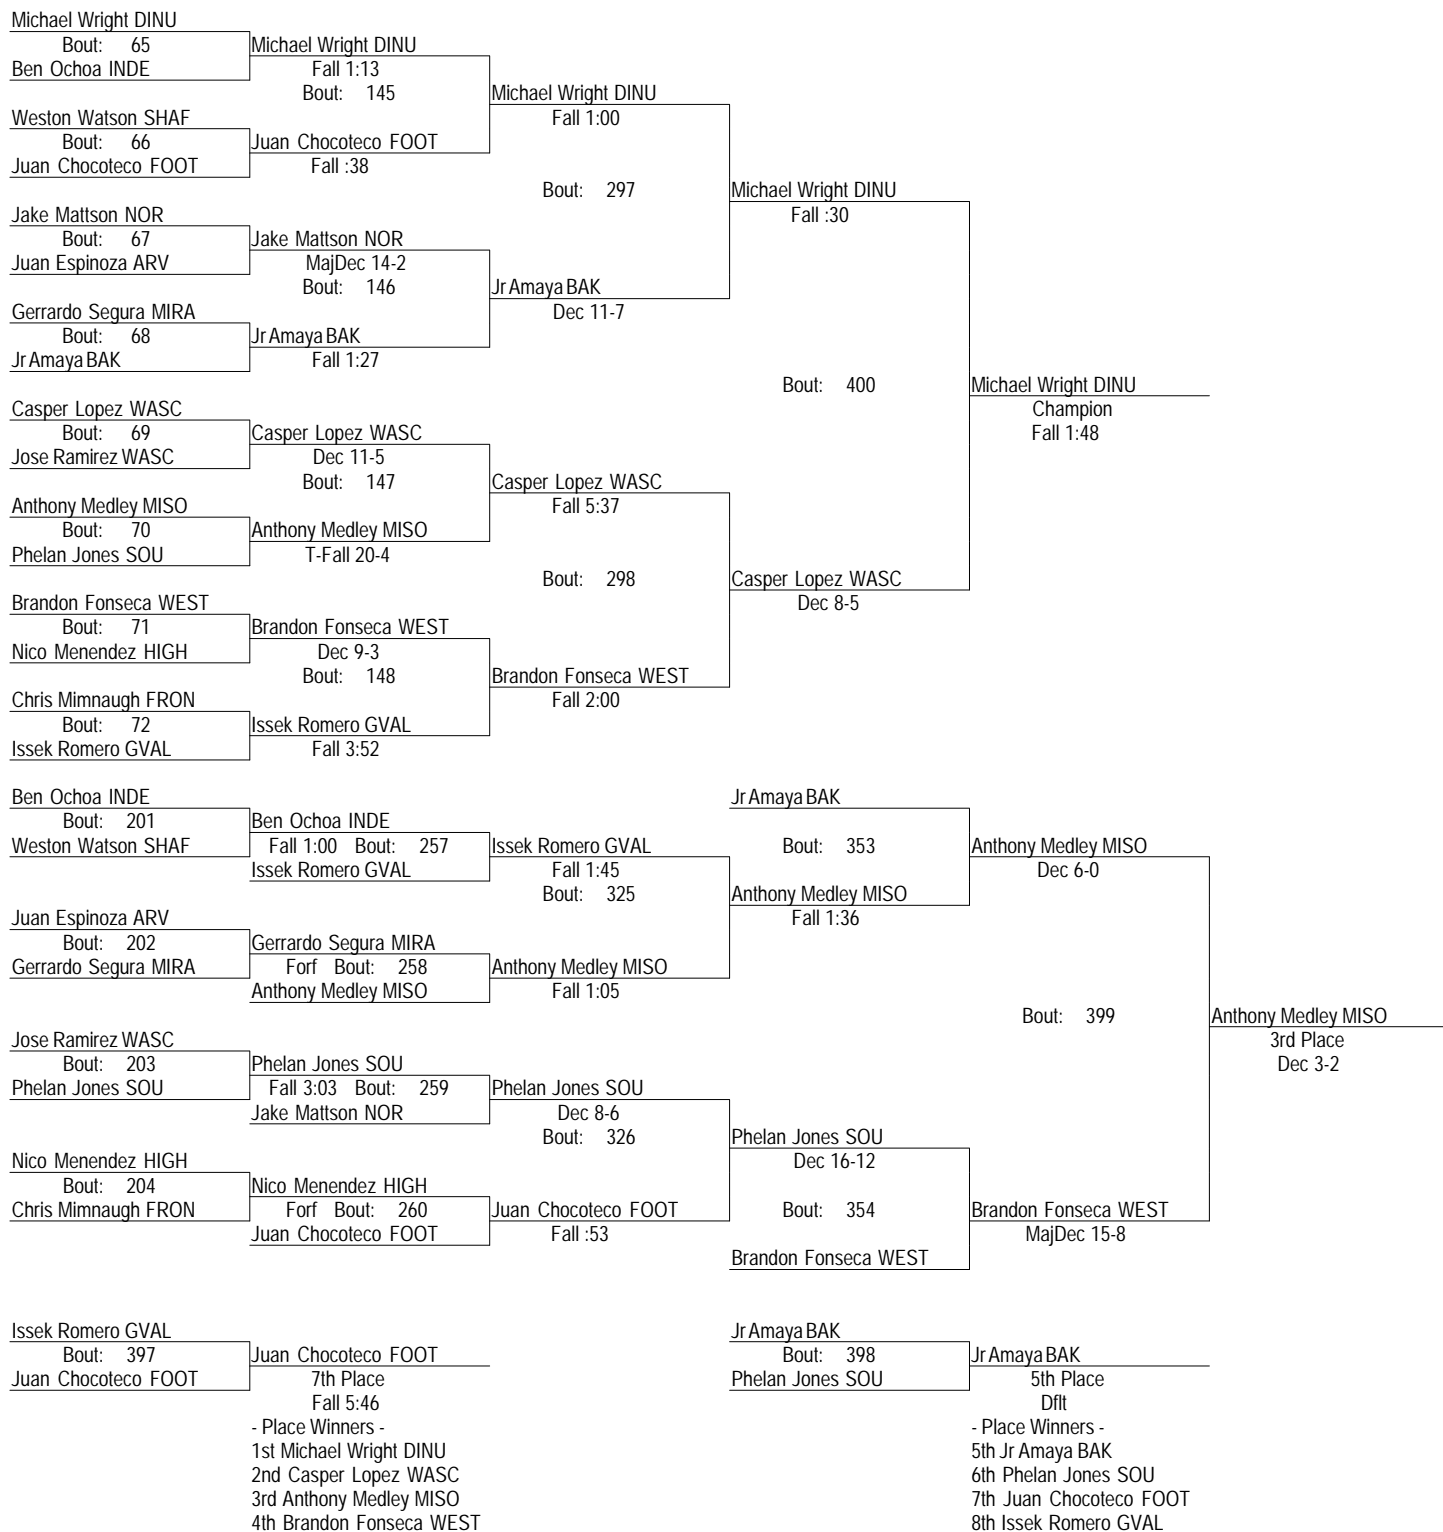 Michael Wright DINU
Bout: 65
Ben Ochoa INDE
Michael Wright DINU
Fall 1:13
Bout: 145
Weston Watson SHAF
Bout: 66
Juan Chocoteco FOOT
Juan Chocoteco FOOT
Fall :38
Michael Wright DINU
Fall 1:00
Bout: 297
Jake Mattson NOR
Bout: 67
Juan Espinoza ARV
Jake Mattson NOR
MajDec 14-2
Bout: 146
Gerrardo Segura MIRA
Bout: 68
Jr Amaya BAK
Jr Amaya BAK
Fall 1:27
Jr Amaya BAK
Dec 11-7
Michael Wright DINU
Fall :30
Bout: 400
Michael Wright DINU
Champion
Fall 1:48
Casper Lopez WASC
Bout: 69
Jose Ramirez WASC
Casper Lopez WASC
Dec 11-5
Bout: 147
Anthony Medley MISO
Bout: 70
Phelan Jones SOU
Anthony Medley MISO
T-Fall 20-4
Casper Lopez WASC
Fall 5:37
Bout: 298
Casper Lopez WASC
Dec 8-5
Brandon Fonseca WEST
Bout: 71
Nico Menendez HIGH
Brandon Fonseca WEST
Dec 9-3
Bout: 148
Chris Mimnaugh FRON
Bout: 72
Issek Romero GVAL
Issek Romero GVAL
Fall 3:52
Brandon Fonseca WEST
Fall 2:00
Ben Ochoa INDE
Bout: 201
Weston Watson SHAF
Ben Ochoa INDE
Fall 1:00 Bout: 257
Issek Romero GVAL
Issek Romero GVAL
Fall 1:45
Bout: 325
Juan Espinoza ARV
Bout: 202
Gerrardo Segura MIRA
Gerrardo Segura MIRA
Forf Bout: 258
Anthony Medley MISO
Anthony Medley MISO
Fall 1:05
Jr Amaya BAK
Bout: 353
Anthony Medley MISO
Fall 1:36
Anthony Medley MISO
Dec 6-0
Bout: 399
Anthony Medley MISO
3rd Place
Dec 3-2
Jose Ramirez WASC
Bout: 203
Phelan Jones SOU
Phelan Jones SOU
Fall 3:03 Bout: 259
Jake Mattson NOR
Phelan Jones SOU
Dec 8-6
Bout: 326
Nico Menendez HIGH
Bout: 204
Chris Mimnaugh FRON
Nico Menendez HIGH
Forf Bout: 260
Juan Chocoteco FOOT
Juan Chocoteco FOOT
Fall :53
Phelan Jones SOU
Dec 16-12
Bout: 354
Brandon Fonseca WEST
Brandon Fonseca WEST
MajDec 15-8
Issek Romero GVAL
Bout: 397
Juan Chocoteco FOOT
Juan Chocoteco FOOT
7th Place
Fall 5:46
- Place Winners -
1st Michael Wright DINU
2nd Casper Lopez WASC
3rd Anthony Medley MISO
4th Brandon Fonseca WEST
Jr Amaya BAK
Bout: 398
Phelan Jones SOU
Jr Amaya BAK
5th Place
Dflt
- Place Winners -
5th Jr Amaya BAK
6th Phelan Jones SOU
7th Juan Chocoteco FOOT
8th Issek Romero GVAL